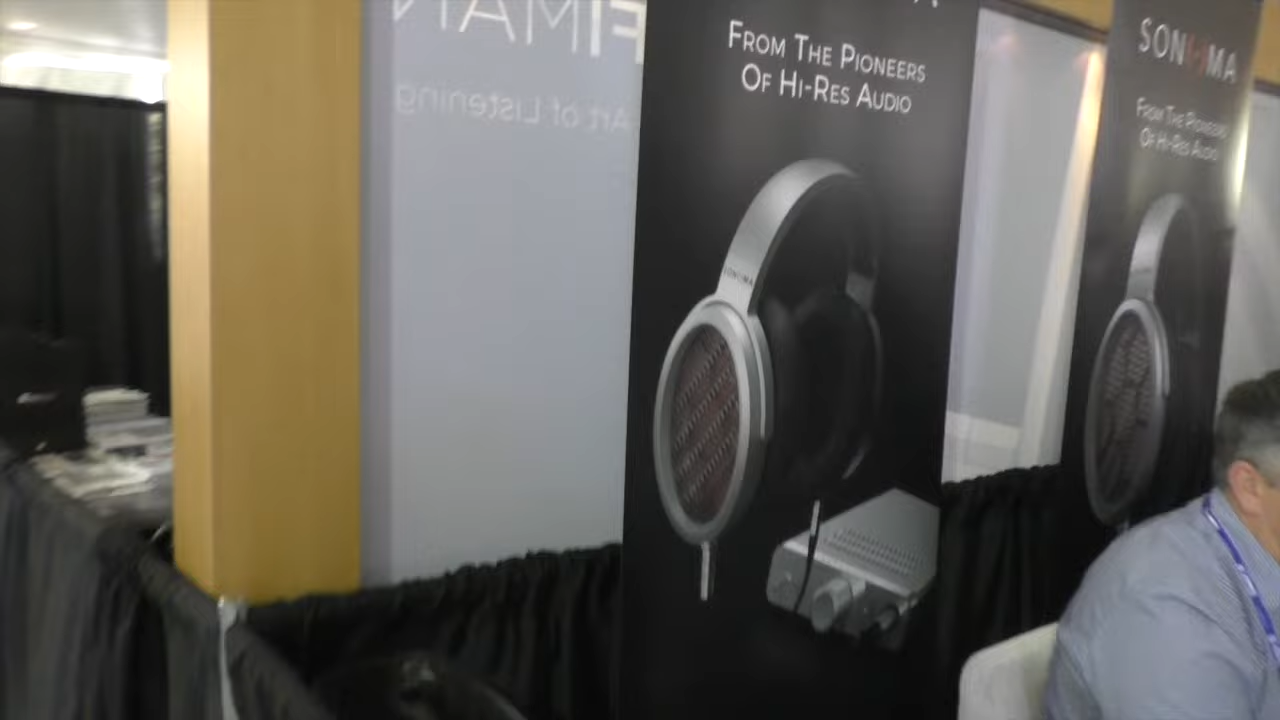 FIMAN
Art of Listening
FROM THE PIONEERS
OF HI-RES AUDIO
SONOMA
SONOMA
FROM THE PIONEERS
OF HI-RES AUDIO